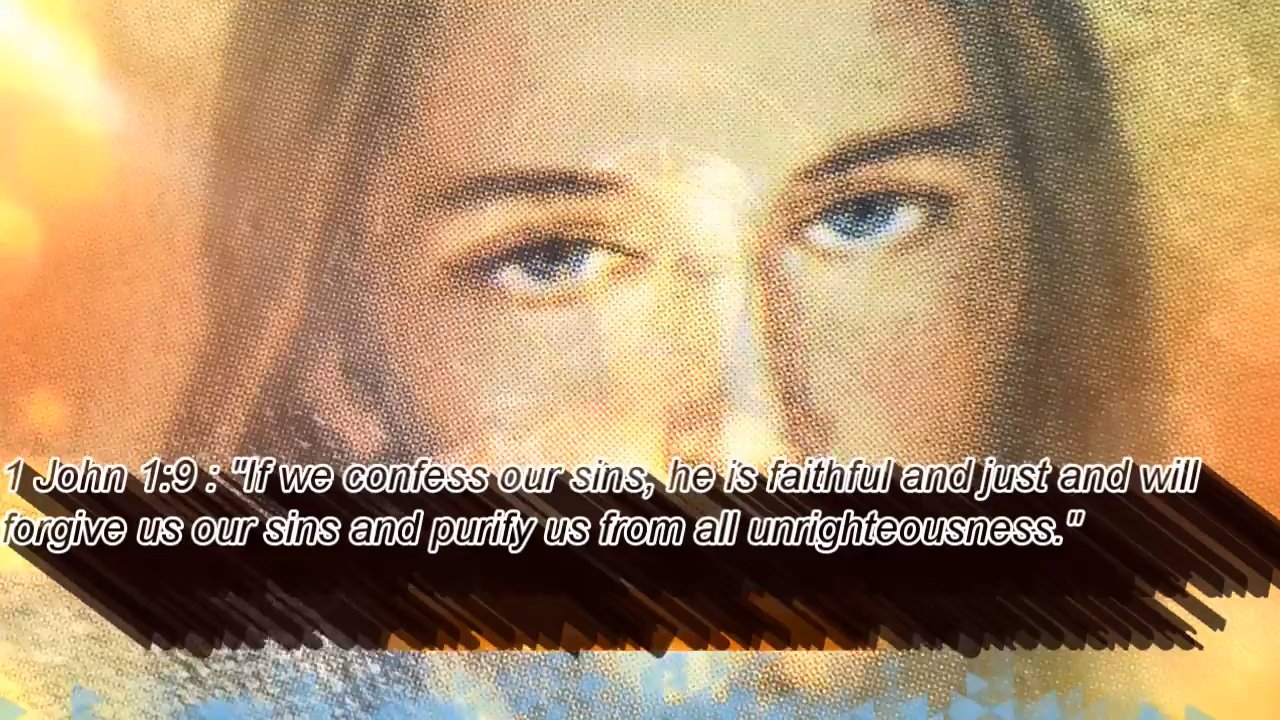 1 John 1:9 : "If we confess our sins, he is faithful and just and will
forgive us our sins and purify us from all unrighteousness."